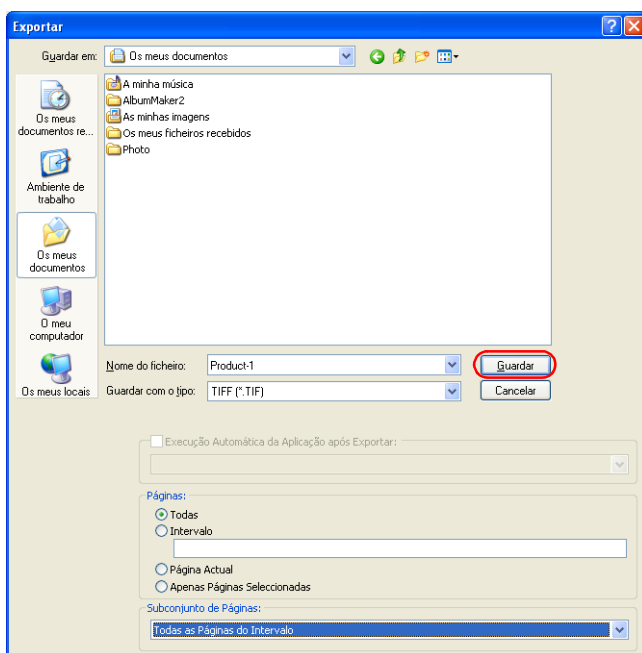 Exportar
Guardar em: Os meus documentos
A minha música
AlbumMaker2
As minhas imagens
Os meus ficheiros recebidos
Photo
Os meus
documentos re...
Ambiente de
trabalho
Os meus
documentos
O meu
computador
Os meus locais
Nome do ficheiro: Product-1 Guardar
Guardar com o tipo: TIFF (*.TIF) Cancelar
Execução Automática da Aplicação após Exportar:
Páginas:
Todas
Intervalo
Página Actual
Apenas Páginas Seleccionadas
Subconjunto de Páginas:
Todas as Páginas do Intervalo